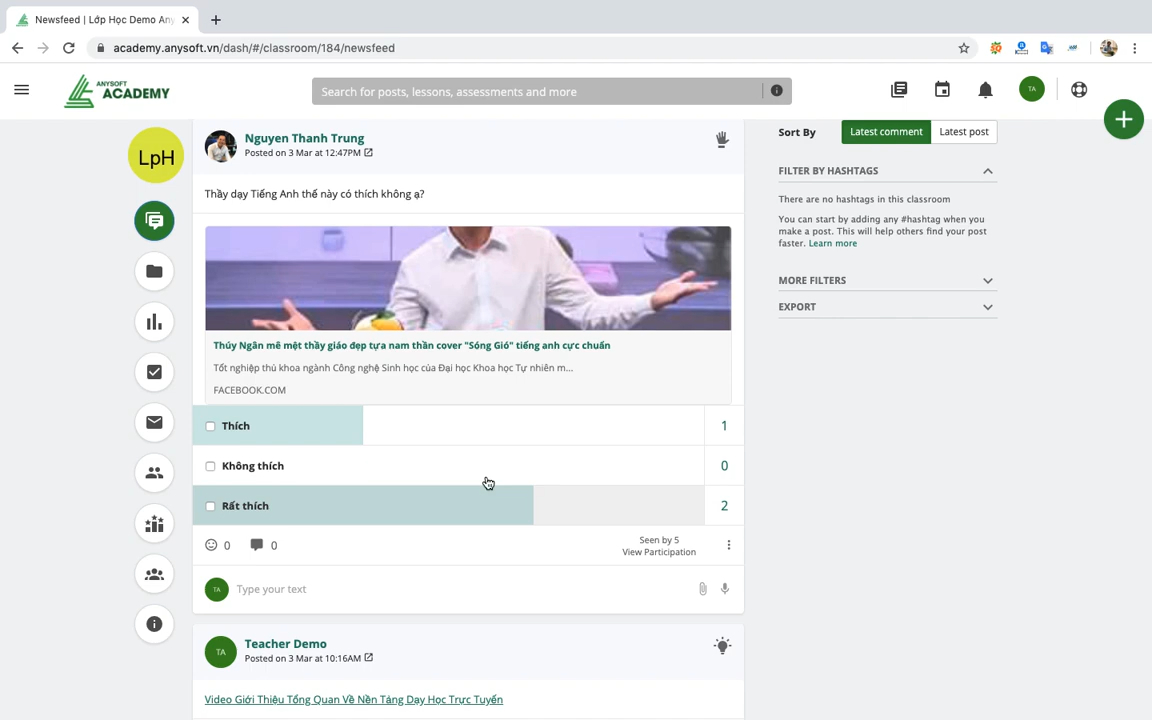 Newsfeed | Lớp Học Demo Any
academy.anysoft.vn/dash/#/classroom/184/newsfeed
ANYSOFT
ACADEMY
Search for posts, lessons, assessments and more
TA
LpH
Nguyen Thanh Trung
Posted on 3 Mar at 12:47PM
Thầy dạy Tiếng Anh thế này có thích không ạ?
Thúy Ngân mê mệt thầy giáo đẹp tựa nam thần cover "Sóng Gió" tiếng anh cực chuẩn
Tốt nghiệp thủ khoa ngành Công nghệ Sinh học của Đại học Khoa học Tự nhiên m...
FACEBOOK.COM
Thích 1
Không thích 0
Rất thích 2
0 0
Seen by 5
View Participation
TA Type your text
TA
Teacher Demo
Posted on 3 Mar at 10:16AM
Video Giới Thiệu Tổng Quan Về Nền Tảng Dạy Học Trực Tuyến
Sort By Latest comment Latest post
FILTER BY HASHTAGS
There are no hashtags in this classroom
You can start by adding any #hashtag when you
make a post. This will help others find your post
faster. Learn more
MORE FILTERS
EXPORT